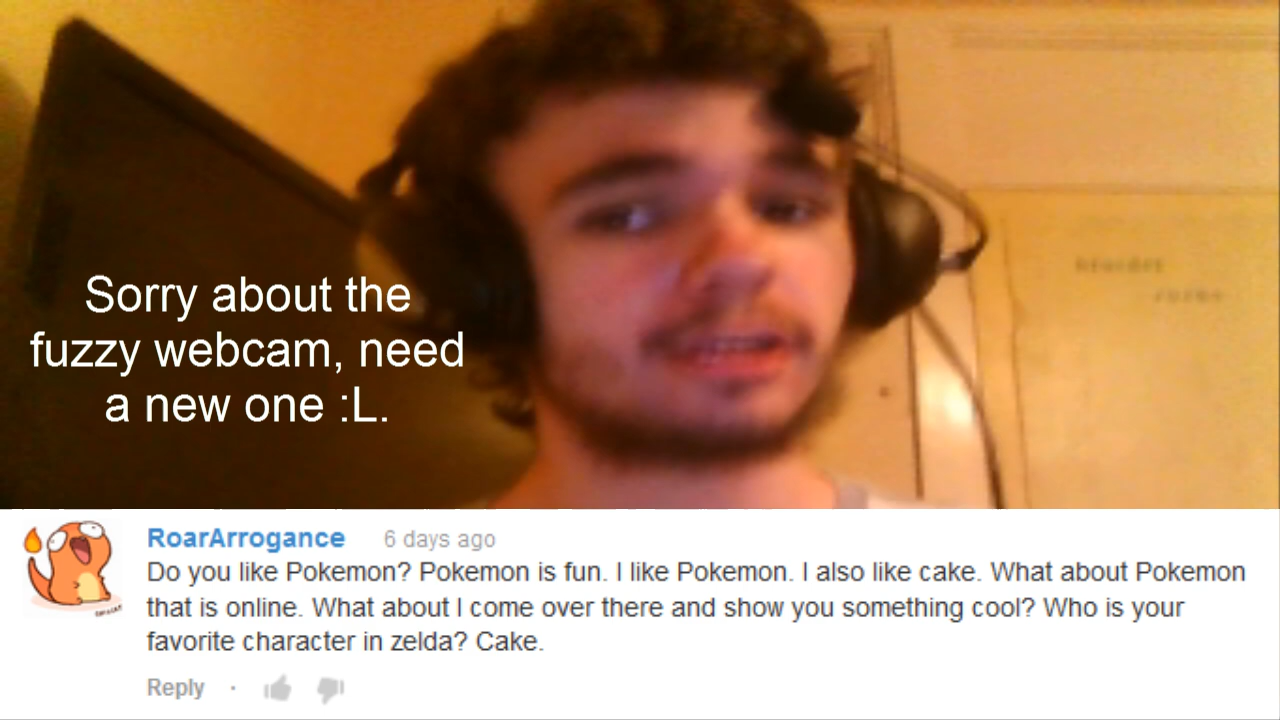 Sorry about the
fuzzy webcam, need
a new one :L.
RoarArrogance 6 days ago
Do you like Pokemon? Pokemon is fun. I like Pokemon. I also like cake. What about Pokemon
that is online. What about I come over there and show you something cool? Who is your
favorite character in zelda? Cake.
Reply ·